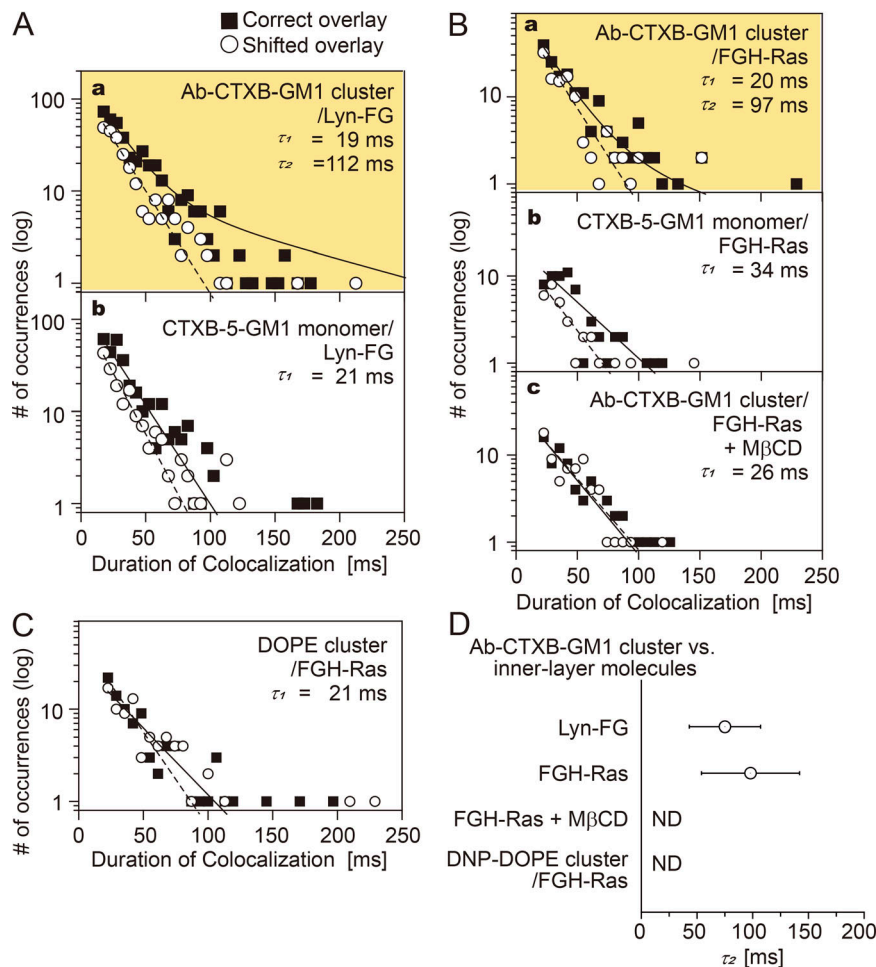 A
■ Correct overlay
○ Shifted overlay
a
Ab-CTXB-GM1 cluster
/Lyn-FG
τ1 = 19 ms
τ2 =112 ms
100
10
1
b
CTXB-5-GM1 monomer/
Lyn-FG
τ1 = 21 ms
100
10
1
# of occurrences (log)
0 50 100 150 200 250
Duration of Colocalization [ms]
B
a
Ab-CTXB-GM1 cluster
/FGH-Ras
τ1 = 20 ms
τ2 = 97 ms
10
1
b
CTXB-5-GM1 monomer/
FGH-Ras
τ1 = 34 ms
10
1
c
Ab-CTXB-GM1 cluster/
FGH-Ras
+ MβCD
τ1 = 26 ms
10
1
# of occurrences (log)
0 50 100 150 200 250
Duration of Colocalization [ms]
C
DOPE cluster
/FGH-Ras
τ1 = 21 ms
10
1
# of occurrences (log)
0 50 100 150 200 250
Duration of Colocalization [ms]
D
Ab-CTXB-GM1 cluster vs.
inner-layer molecules
Lyn-FG
FGH-Ras
FGH-Ras + MβCD ND
DNP-DOPE cluster
/FGH-Ras
ND
0 50 100 150 200
τ2 [ms]